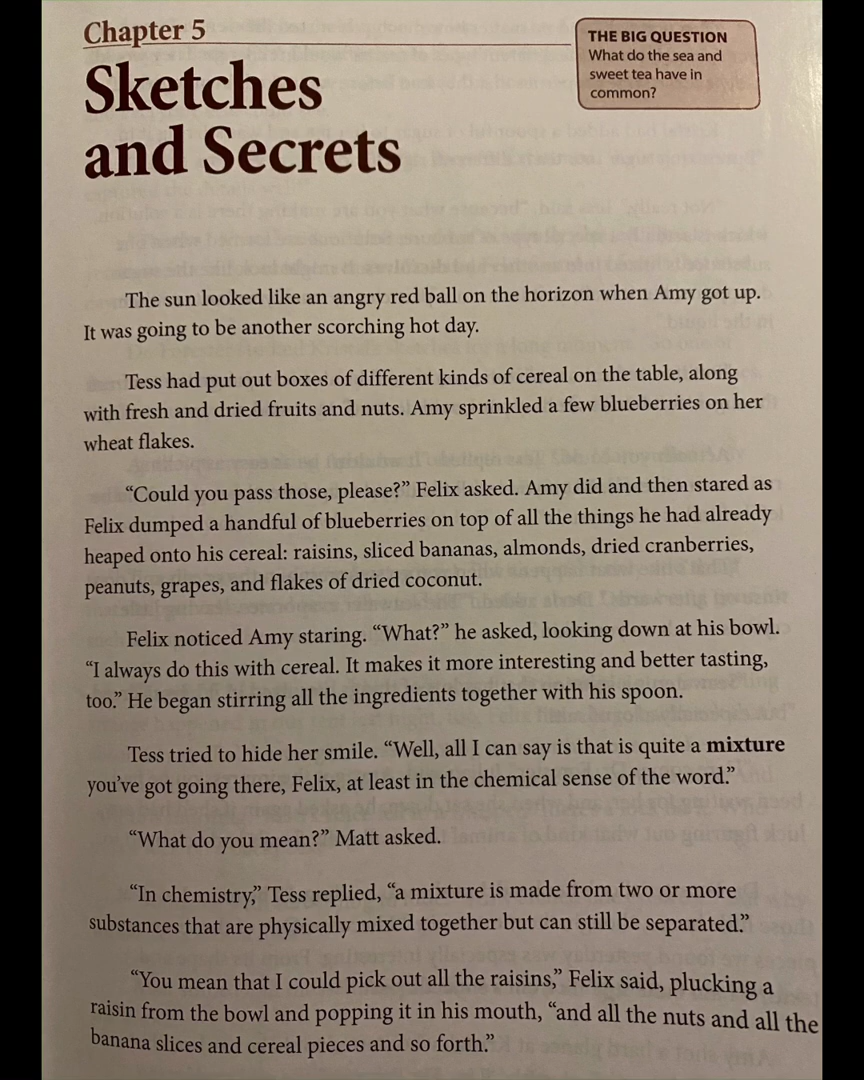 Chapter 5
THE BIG QUESTION
What do the sea and
sweet tea have in
common?
Sketches
and Secrets
The sun looked like an angry red ball on the horizon when Amy got up.
It was going to be another scorching hot day.
Tess had put out boxes of different kinds of cereal on the table, along
with fresh and dried fruits and nuts. Amy sprinkled a few blueberries on her
wheat flakes.
“Could you pass those, please?” Felix asked. Amy did and then stared as
Felix dumped a handful of blueberries on top of all the things he had already
heaped onto his cereal: raisins, sliced bananas, almonds, dried cranberries,
peanuts, grapes, and flakes of dried coconut.
Felix noticed Amy staring. “What?” he asked, looking down at his bowl.
“I always do this with cereal. It makes it more interesting and better tasting,
too.” He began stirring all the ingredients together with his spoon.
Tess tried to hide her smile. “Well, all I can say is that is quite a mixture
you’ve got going there, Felix, at least in the chemical sense of the word.”
“What do you mean?” Matt asked.
“In chemistry,” Tess replied, “a mixture is made from two or more
substances that are physically mixed together but can still be separated.”
“You mean that I could pick out all the raisins,” Felix said, plucking a
raisin from the bowl and popping it in his mouth, “and all the nuts and all the
banana slices and cereal pieces and so forth.”